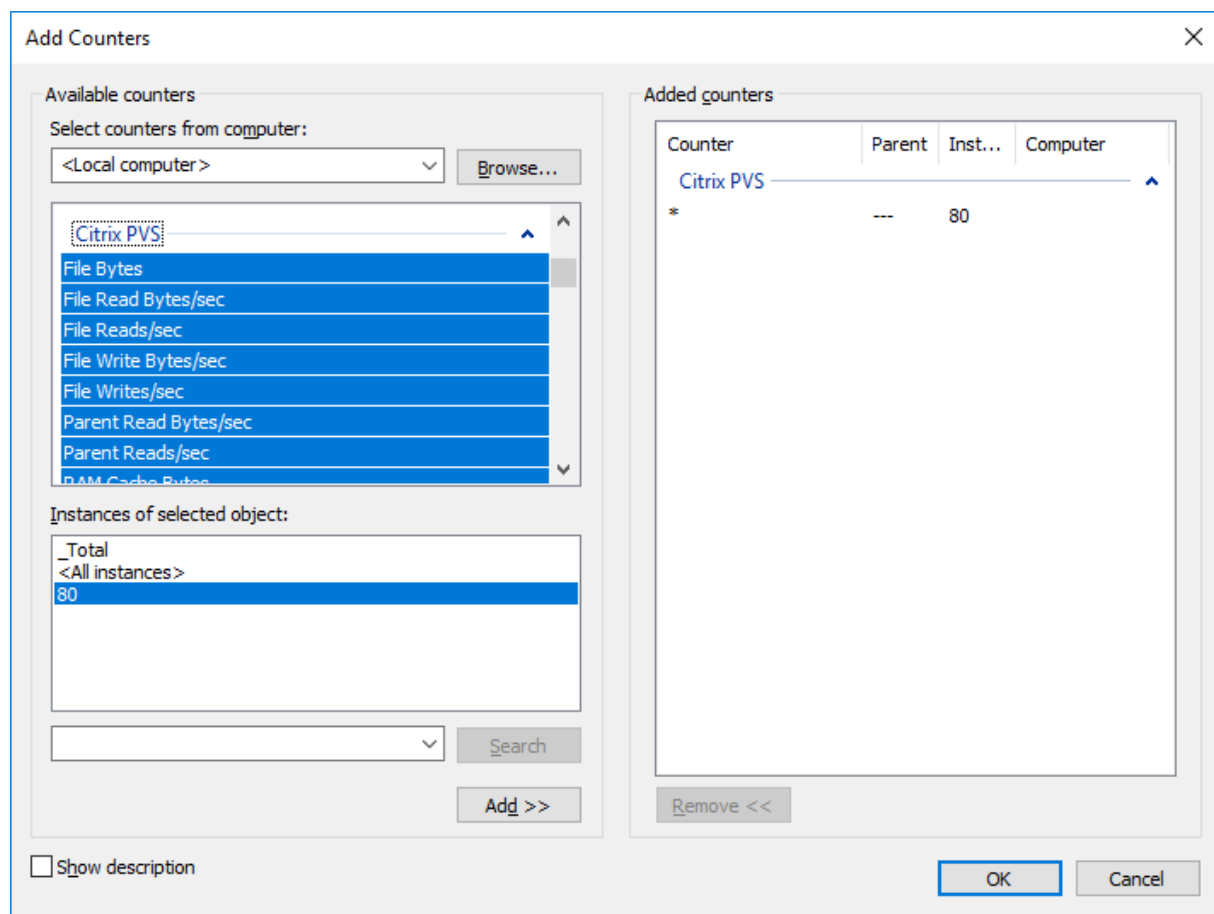 Add Counters
Available counters
Select counters from computer:
<Local computer>
Browse...
Citrix PVS
File Bytes
File Read Bytes/sec
File Reads/sec
File Write Bytes/sec
File Writes/sec
Parent Read Bytes/sec
Parent Reads/sec
RAM Cache Bytes
Instances of selected object:
_Total
<All instances>
80
Search
Add >>
Show description
Added counters
Counter Parent Inst... Computer
Citrix PVS
* --- 80
Remove <<
OK Cancel